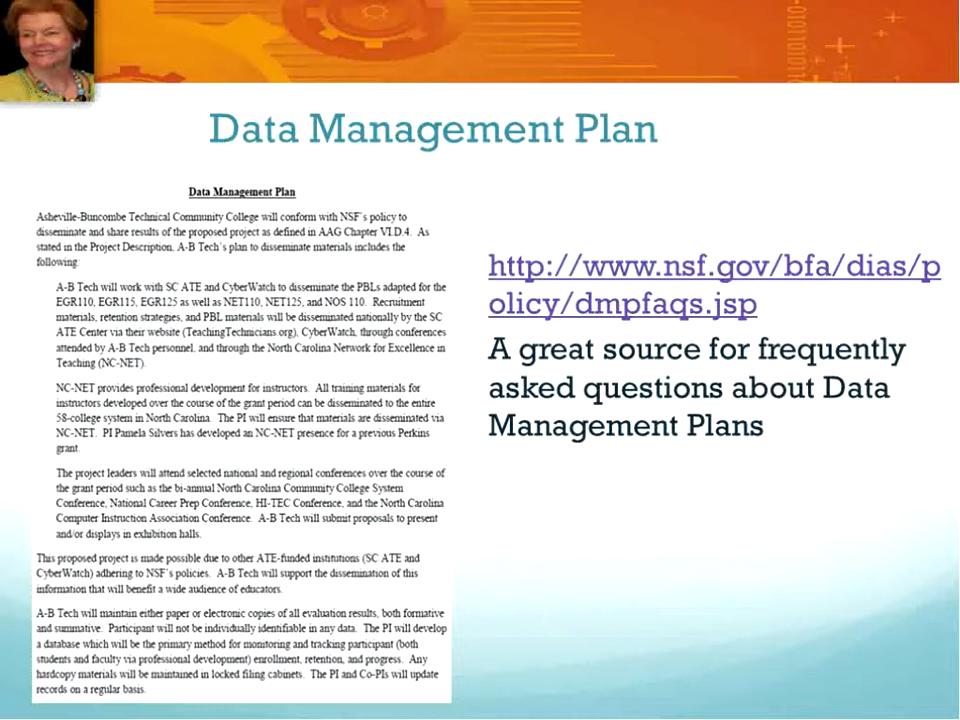 Data Management Plan
Data Management Plan
Asheville-Buncombe Technical Community College will conform with NSF's policy to
disseminate and share results of the proposed project as defined in AAG Chapter VI.D.4. As
stated in the Project Description, A-B Tech's plan to disseminate materials includes the
following:
A-B Tech will work with SC ATE and CyberWatch to disseminate the PBLs adapted for the
EGR110, EGR115, EGR125 as well as NET110, NET125, and NOS 110. Recruitment
materials, retention strategies, and PBL materials will be disseminated nationally by the SC
ATE Center via their website (TeachingTechnicians.org), CyberWatch, through conferences
attended by A-B Tech personnel, and through the North Carolina Network for Excellence in
Teaching (NC-NET).
NC-NET provides professional development for instructors. All training materials for
instructors developed over the course of the grant period can be disseminated to the entire
58-college system in North Carolina. The PI will ensure that materials are disseminated via
NC-NET. PI Pamela Silvers has developed an NC-NET presence for a previous Perkins
grant.
The project leaders will attend selected national and regional conferences over the course of
the grant period such as the bi-annual North Carolina Community College System
Conference, National Career Prep Conference, HI-TEC Conference, and the North Carolina
Computer Instruction Association Conference. A-B Tech will submit proposals to present
and/or displays in exhibition halls.
This proposed project is made possible due to other ATE-funded institutions (SC ATE and
CyberWatch) adhering to NSF's policies. A-B Tech will support the dissemination of this
information that will benefit a wide audience of educators.
A-B Tech will maintain either paper or electronic copies of all evaluation results, both formative
and summative. Participant will not be individually identifiable in any data. The PI will develop
a database which will be the primary method for monitoring and tracking participant (both
students and faculty via professional development) enrollment, retention, and progress. Any
hardcopy materials will be maintained in locked filing cabinets. The PI and Co-PIs will update
records on a regular basis.
http://www.nsf.gov/bfa/dias/p
olicy/dmpfaqs.jsp
A great source for frequently
asked questions about Data
Management Plans